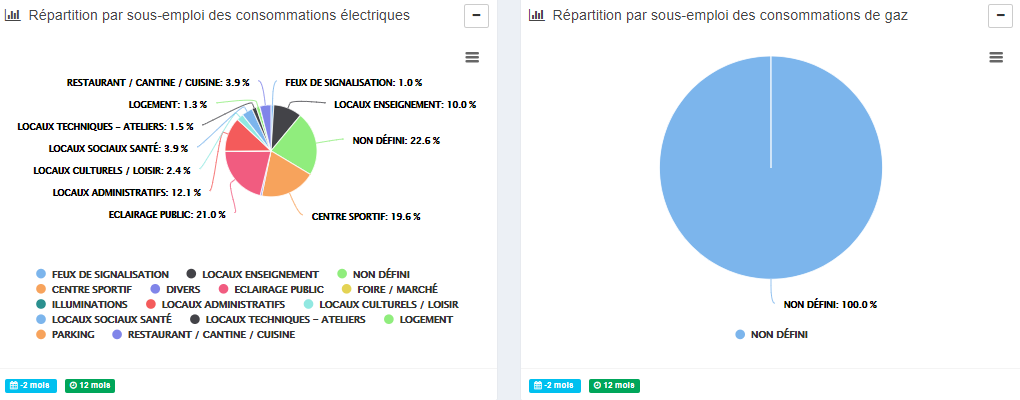 Répartition par sous-emploi des consommations électriques
RESTAURANT / CANTINE / CUISINE: 3.9 %
FEUX DE SIGNALISATION: 1.0 %
LOGEMENT: 1.3 %
LOCAUX ENSEIGNEMENT: 10.0 %
LOCAUX TECHNIQUES – ATELIERS: 1.5 %
NON DÉFINI: 22.6 %
LOCAUX SOCIAUX SANTÉ: 3.9 %
LOCAUX CULTURELS / LOISIR: 2.4 %
LOCAUX ADMINISTRATIFS: 12.1 %
ECLAIRAGE PUBLIC: 21.0 %
CENTRE SPORTIF: 19.6 %
FEUX DE SIGNALISATION LOCAUX ENSEIGNEMENT NON DÉFINI
CENTRE SPORTIF DIVERS ECLAIRAGE PUBLIC FOIRE / MARCHÉ
ILLUMINATIONS LOCAUX ADMINISTRATIFS LOCAUX CULTURELS / LOISIR
LOCAUX SOCIAUX SANTÉ LOCAUX TECHNIQUES – ATELIERS LOGEMENT
PARKING RESTAURANT / CANTINE / CUISINE
-2 mois 12 mois
Répartition par sous-emploi des consommations de gaz
NON DÉFINI: 100.0 %
NON DÉFINI
-2 mois 12 mois